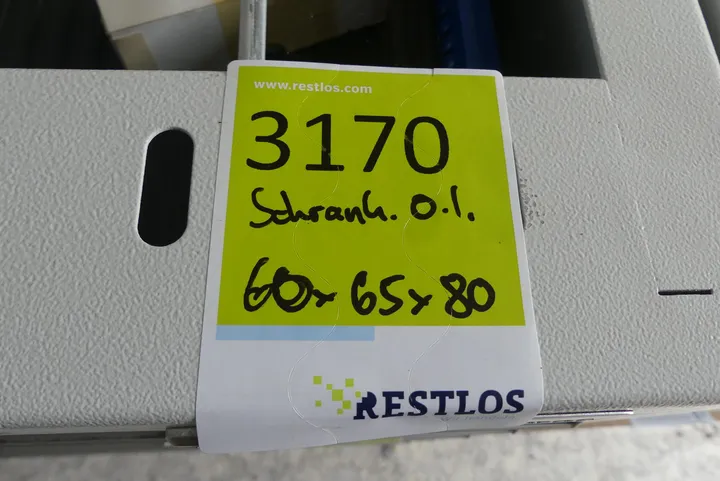 www.restlos.com
3170
Schrank. O.I.
60x65x80
RESTLOS